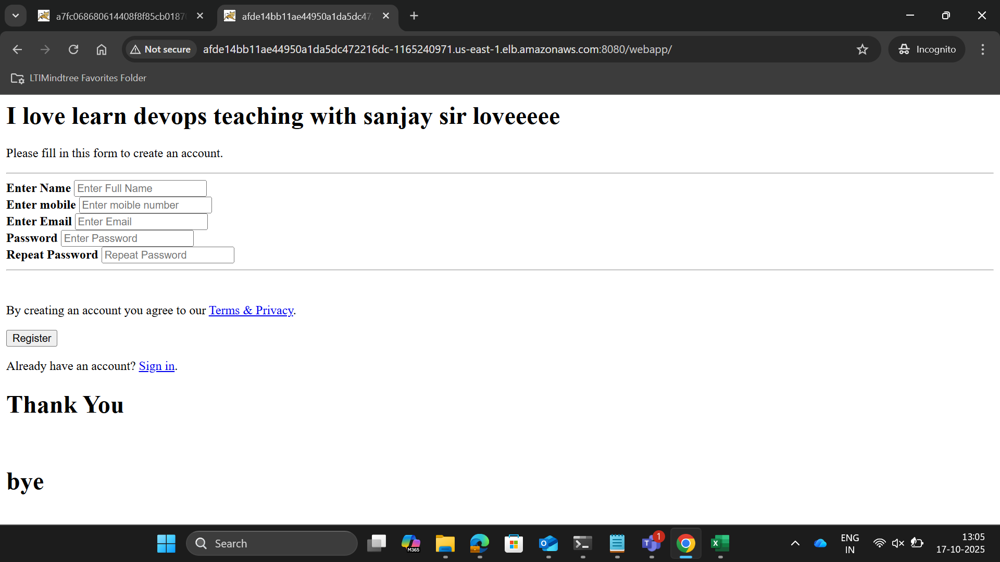 a7fc068680614408f8f85cb0187
afde14bb11ae44950a1da5dc47
Not secure
afde14bb11ae44950a1da5dc472216dc-1165240971.us-east-1.elb.amazonaws.com:8080/webapp/
Incognito
LTIMindtree Favorites Folder
I love learn devops teaching with sanjay sir loveeeee
Please fill in this form to create an account.
Enter Name Enter Full Name
Enter mobile Enter moible number
Enter Email Enter Email
Password Enter Password
Repeat Password Repeat Password
By creating an account you agree to our Terms & Privacy.
Register
Already have an account? Sign in.
Thank You
bye
Search
M365
1
ENG
IN
13:05
17-10-2025